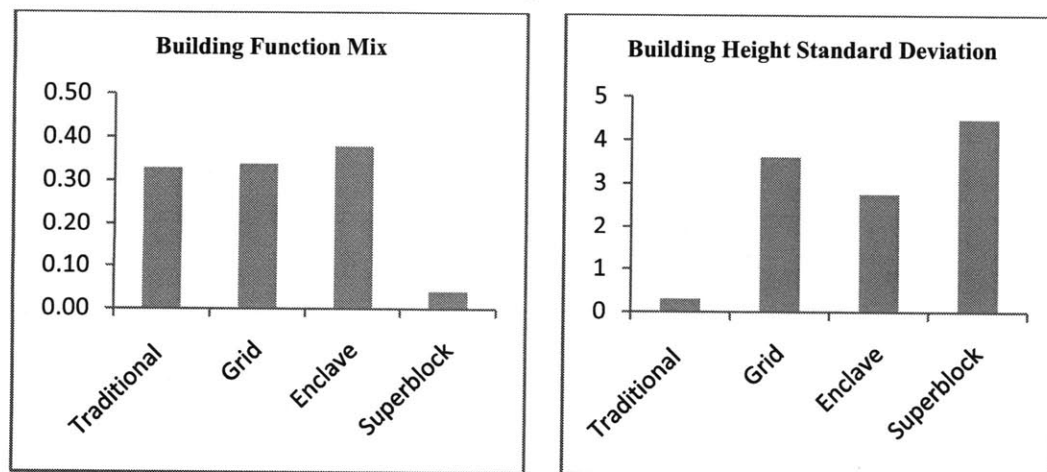 Building Function Mix
0.50
0.40
0.30
0.20
0.10
0.00
Traditional
Grid
Enclave
Superblock
Building Height Standard Deviation
5
4
3
2
1
0
Traditional
Grid
Enclave
Superblock